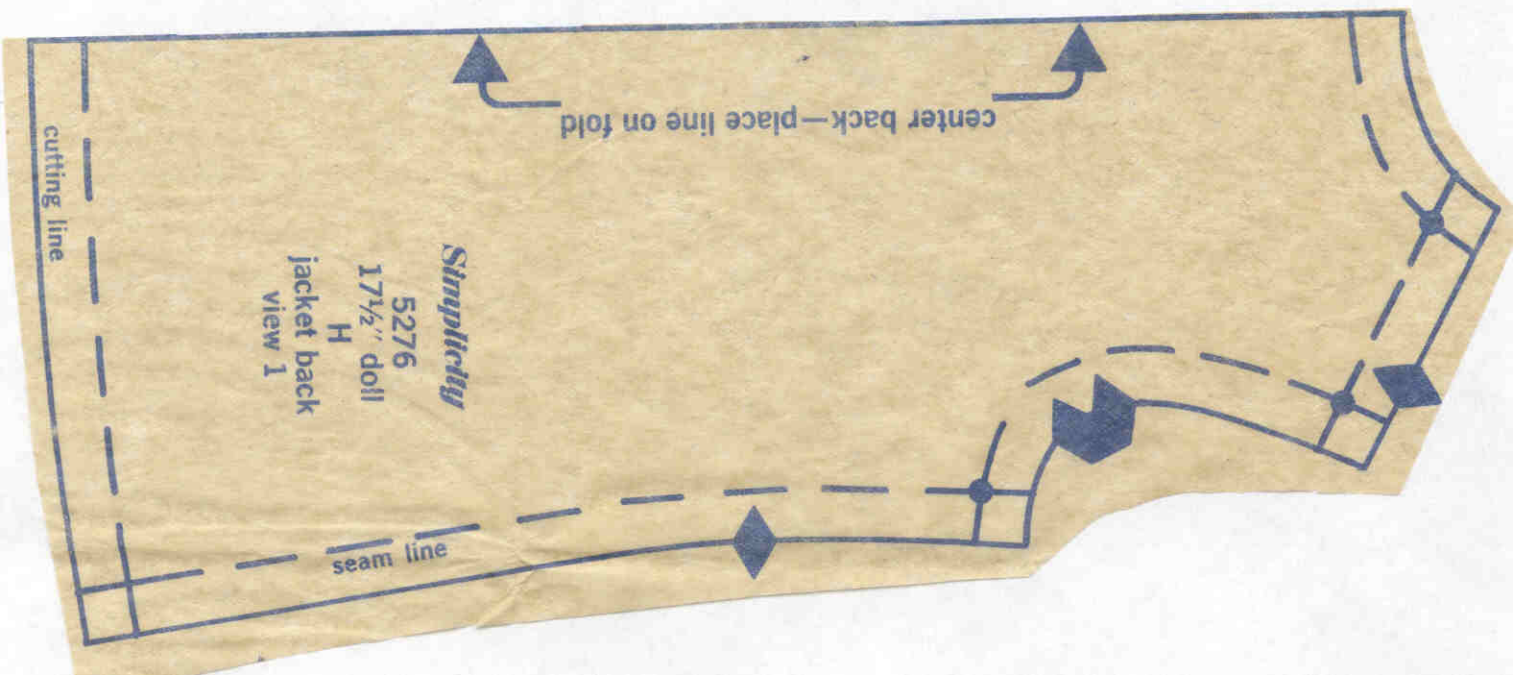 center back—place line on fold
cutting line
Simplicity
5276
17½" doll
H
jacket back
view 1
seam line